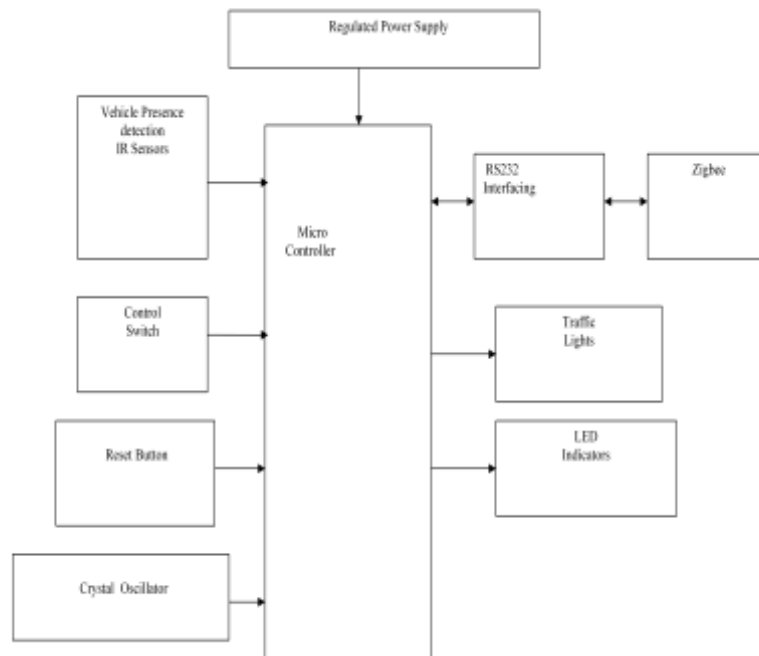 Regulated Power Supply
Vehicle Presence
detection
IR Sensors
Micro
Controller
RS232
Interfacing
Zigbee
Control
Switch
Traffic
Lights
Reset Button
LED
Indicators
Crystal Oscillator